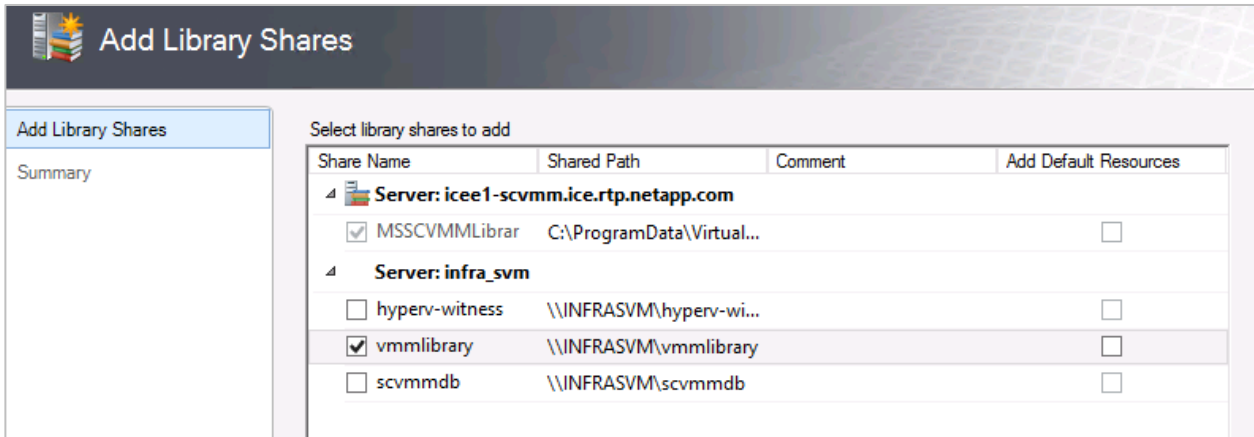 Add Library Shares
Add Library Shares
Summary
Select library shares to add
Share Name Shared Path Comment Add Default Resources
Server: icee1-scvmm.ice.rtp.netapp.com
MSSCVMMLibrar C:\ProgramData\Virtual...
Server: infra_svm
hyperv-witness \\INFRASVM\hyperv-wi...
vmmlibrary \\INFRASVM\vmmlibrary
scvmmdb \\INFRASVM\scvmmdb